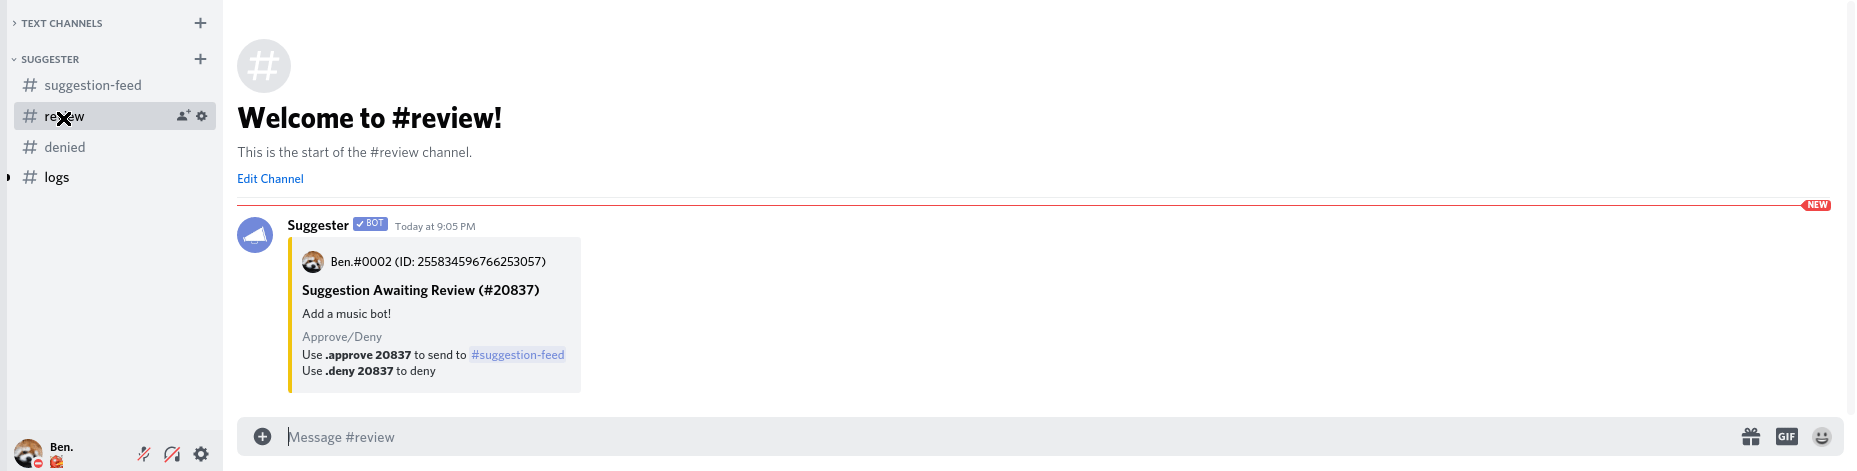 TEXT CHANNELS
SUGGESTER
suggestion-feed
review
denied
logs
Ben.
Welcome to #review!
This is the start of the #review channel.
Edit Channel
NEW
Suggester BOT Today at 9:05 PM
Ben.#0002 (ID: 255834596766253057)
Suggestion Awaiting Review (#20837)
Add a music bot!
Approve/Deny
Use .approve 20837 to send to #suggestion-feed
Use .deny 20837 to deny
Message #review
GIF